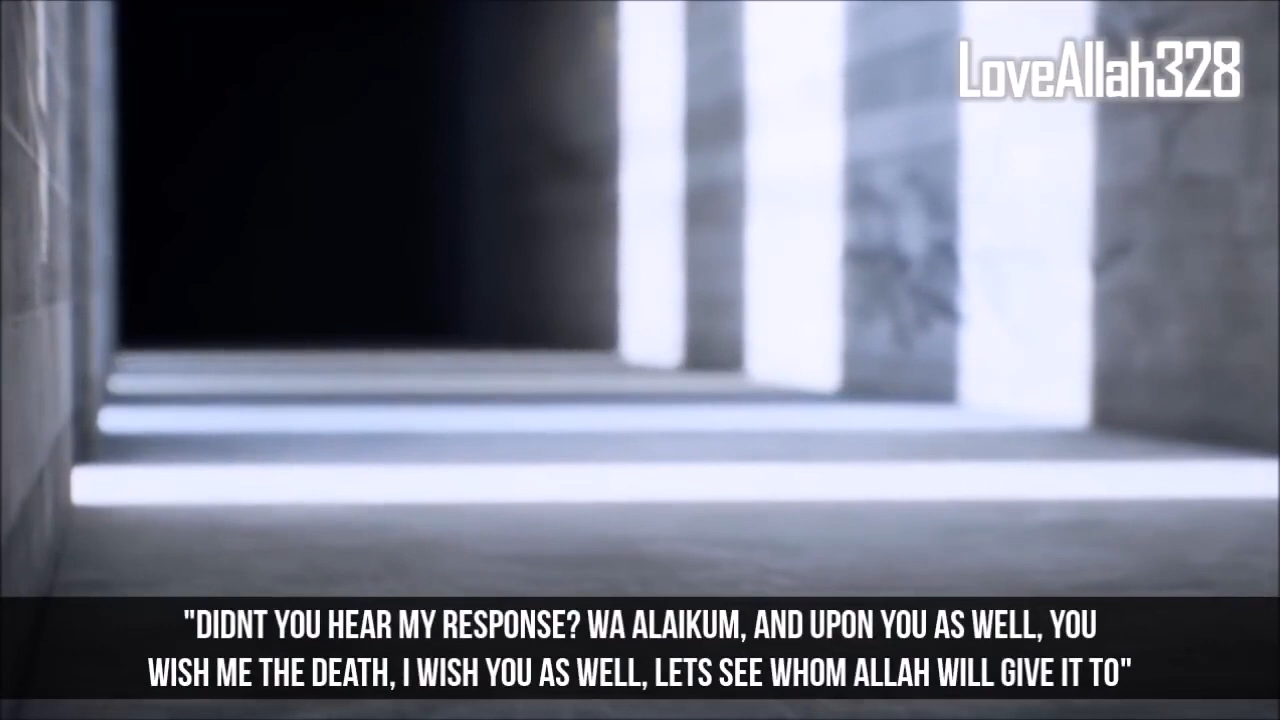 LoveAllah328
"DIDNT YOU HEAR MY RESPONSE? WA ALAIKUM, AND UPON YOU AS WELL, YOU
WISH ME THE DEATH, I WISH YOU AS WELL, LETS SEE WHOM ALLAH WILL GIVE IT TO"